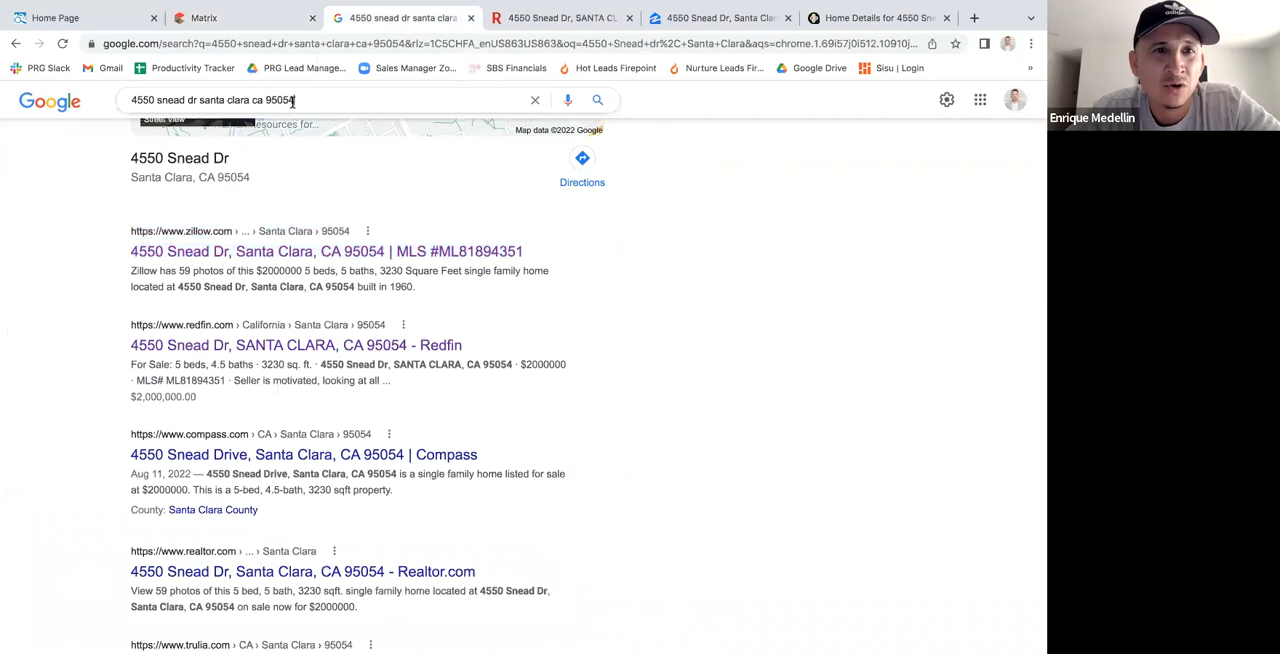 Home Page
Matrix
4550 snead dr santa clara
4550 Snead Dr, SANTA CL
4550 Snead Dr, Santa Clar
Home Details for 4550 Sne
google.com/search?q=4550+snead+dr+santa+clara+ca+95054&rlz=1C5CHFA_enUS863US863&oq=4550+Snead+dr%2C+Santa+Clara&aqs=chrome.1.69i57j0i512.10910j...
PRG Slack
Gmail
Productivity Tracker
PRG Lead Manage...
Sales Manager Zo...
SBS Financials
Hot Leads Firepoint
Nurture Leads Fir...
Google Drive
Sisu | Login
»
Google
4550 snead dr santa clara ca 95054
Enrique Medellin
adidas
Street View
esources for...
Map data ©2022 Google
4550 Snead Dr
Santa Clara, CA 95054
Directions
https://www.zillow.com › ... › Santa Clara › 95054
4550 Snead Dr, Santa Clara, CA 95054 | MLS #ML81894351
Zillow has 59 photos of this $2000000 5 beds, 5 baths, 3230 Square Feet single family home
located at 4550 Snead Dr, Santa Clara, CA 95054 built in 1960.
https://www.redfin.com › California › Santa Clara › 95054
4550 Snead Dr, SANTA CLARA, CA 95054 - Redfin
For Sale: 5 beds, 4.5 baths · 3230 sq. ft. · 4550 Snead Dr, SANTA CLARA, CA 95054 · $2000000
· MLS# ML81894351 · Seller is motivated, looking at all ...
$2,000,000.00
https://www.compass.com › CA › Santa Clara › 95054
4550 Snead Drive, Santa Clara, CA 95054 | Compass
Aug 11, 2022 — 4550 Snead Drive, Santa Clara, CA 95054 is a single family home listed for sale
at $2000000. This is a 5-bed, 4.5-bath, 3230 sqft property.
County: Santa Clara County
https://www.realtor.com › ... › Santa Clara
4550 Snead Dr, Santa Clara, CA 95054 - Realtor.com
View 59 photos of this 5 bed, 5 bath, 3230 sqft. single family home located at 4550 Snead Dr,
Santa Clara, CA 95054 on sale now for $2000000.
https://www.trulia.com › CA › Santa Clara › 95054